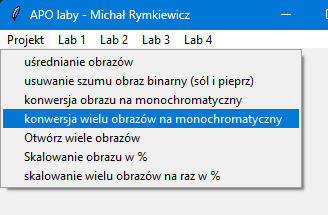 APO laby - Michał Rymkiewicz
Projekt Lab 1 Lab 2 Lab 3 Lab 4
uśrednianie obrazów
usuwanie szumu obraz binarny (sól i pieprz)
konwersja obrazu na monochromatyczny
konwersja wielu obrazów na monochromatyczny
Otwórz wiele obrazów
Skalowanie obrazu w %
skalowanie wielu obrazów na raz w %